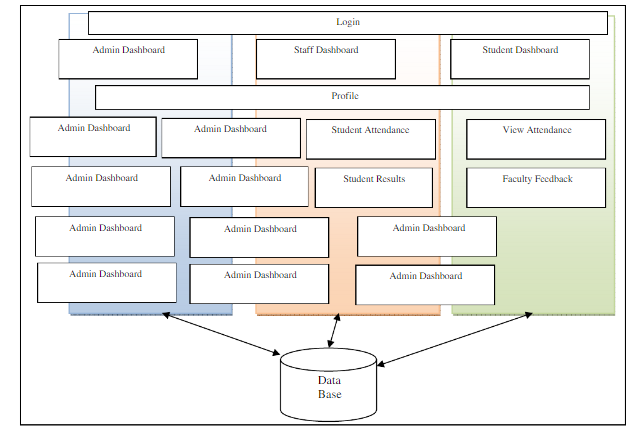 Login
Admin Dashboard
Staff Dashboard
Student Dashboard
Profile
Admin Dashboard
Admin Dashboard
Student Attendance
View Attendance
Admin Dashboard
Admin Dashboard
Student Results
Faculty Feedback
Admin Dashboard
Admin Dashboard
Admin Dashboard
Admin Dashboard
Admin Dashboard
Admin Dashboard
Data
Base